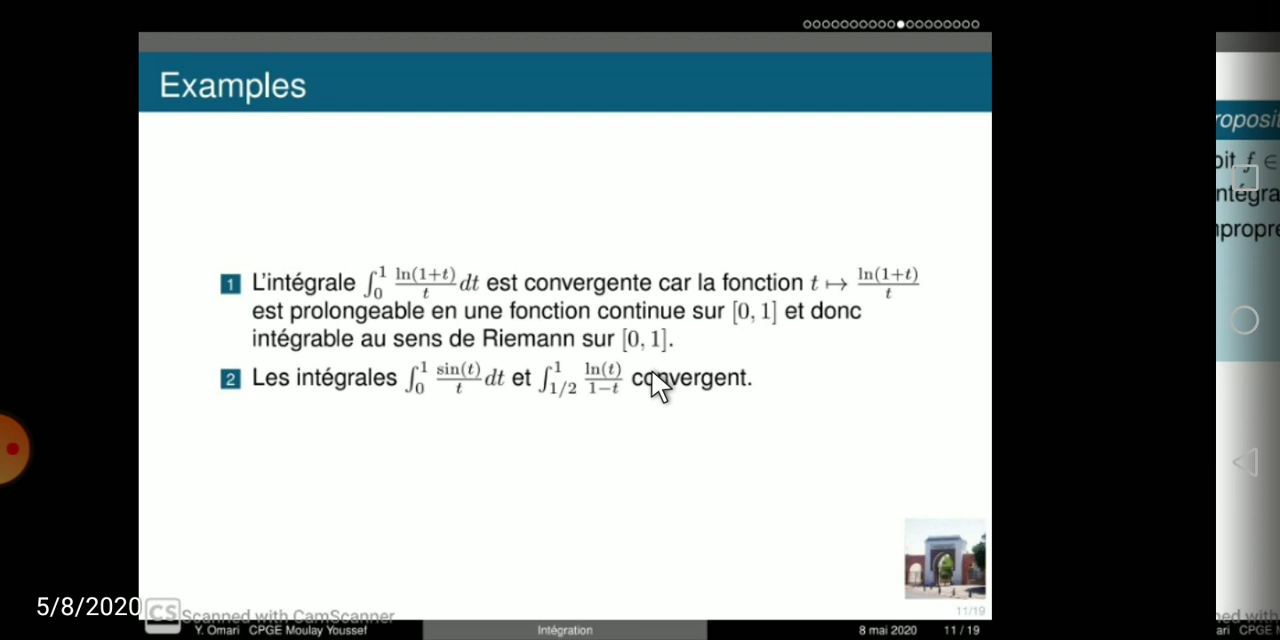 Examples
1 L'intégrale ∫₀¹ ln(1+t)/t dt est convergente car la fonction t ↦ ln(1+t)/t
est prolongeable en une fonction continue sur [0, 1] et donc
intégrable au sens de Riemann sur [0, 1].
2 Les intégrales ∫₀¹ sin(t)/t dt et ∫_{1/2}^1 ln(t)/(1−t) convergent.
11/19
5/8/2020
CS Scanned with CamScanner
Y. Omari CPGE Moulay Youssef Intégration 8 mai 2020 11 / 19